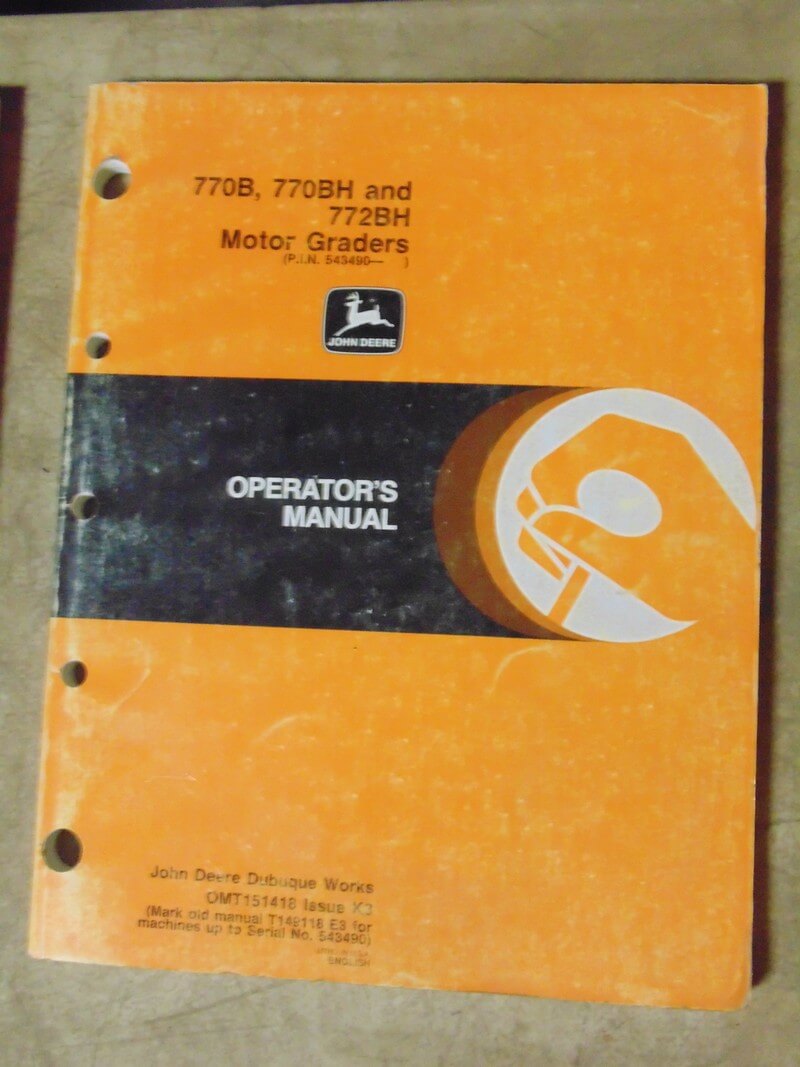 770B, 770BH and
772BH
Motor Graders
(P.I.N. 543490— )
JOHN DEERE
OPERATOR'S
MANUAL
John Deere Dubuque Works
OMT151418 Issue K3
(Mark old manual T149118 E3 for
machines up to Serial No. 543490)
ENGLISH